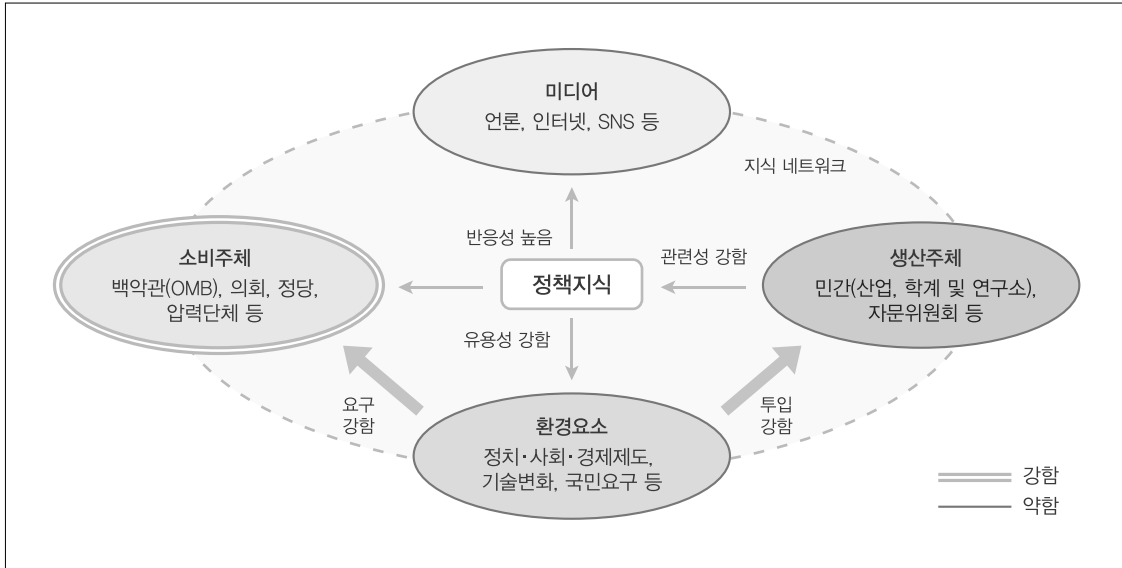 미디어
언론, 인터넷, SNS 등
지식 네트워크
반응성 높음
소비주체
백악관(OMB), 의회, 정당,
압력단체 등
정책지식
관련성 강함
생산주체
민간(산업, 학계 및 연구소),
자문위원회 등
유용성 강함
요구
강함
환경요소
정치·사회·경제제도,
기술변화, 국민요구 등
투입
강함
강함
약함